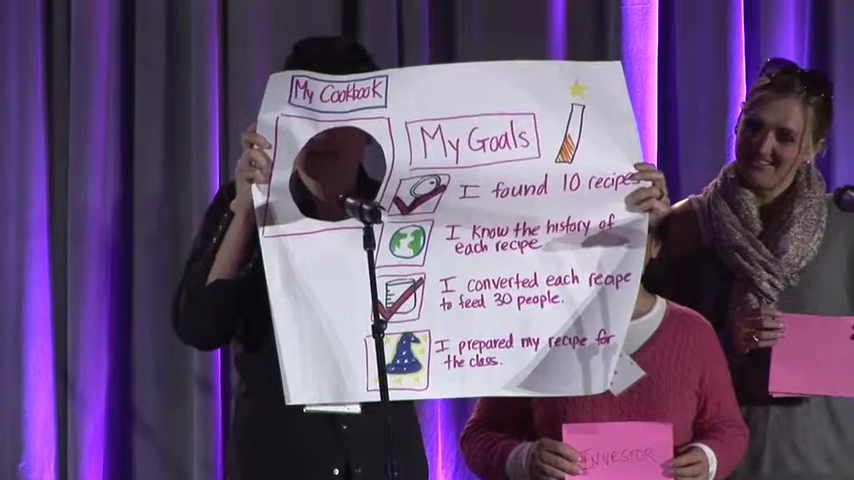 My Cookbook
My Goals
I found 10 recipes
I know the history of
each recipe
I converted each recipe
to feed 30 people.
I prepared my recipe for
the class.
INVESTOR